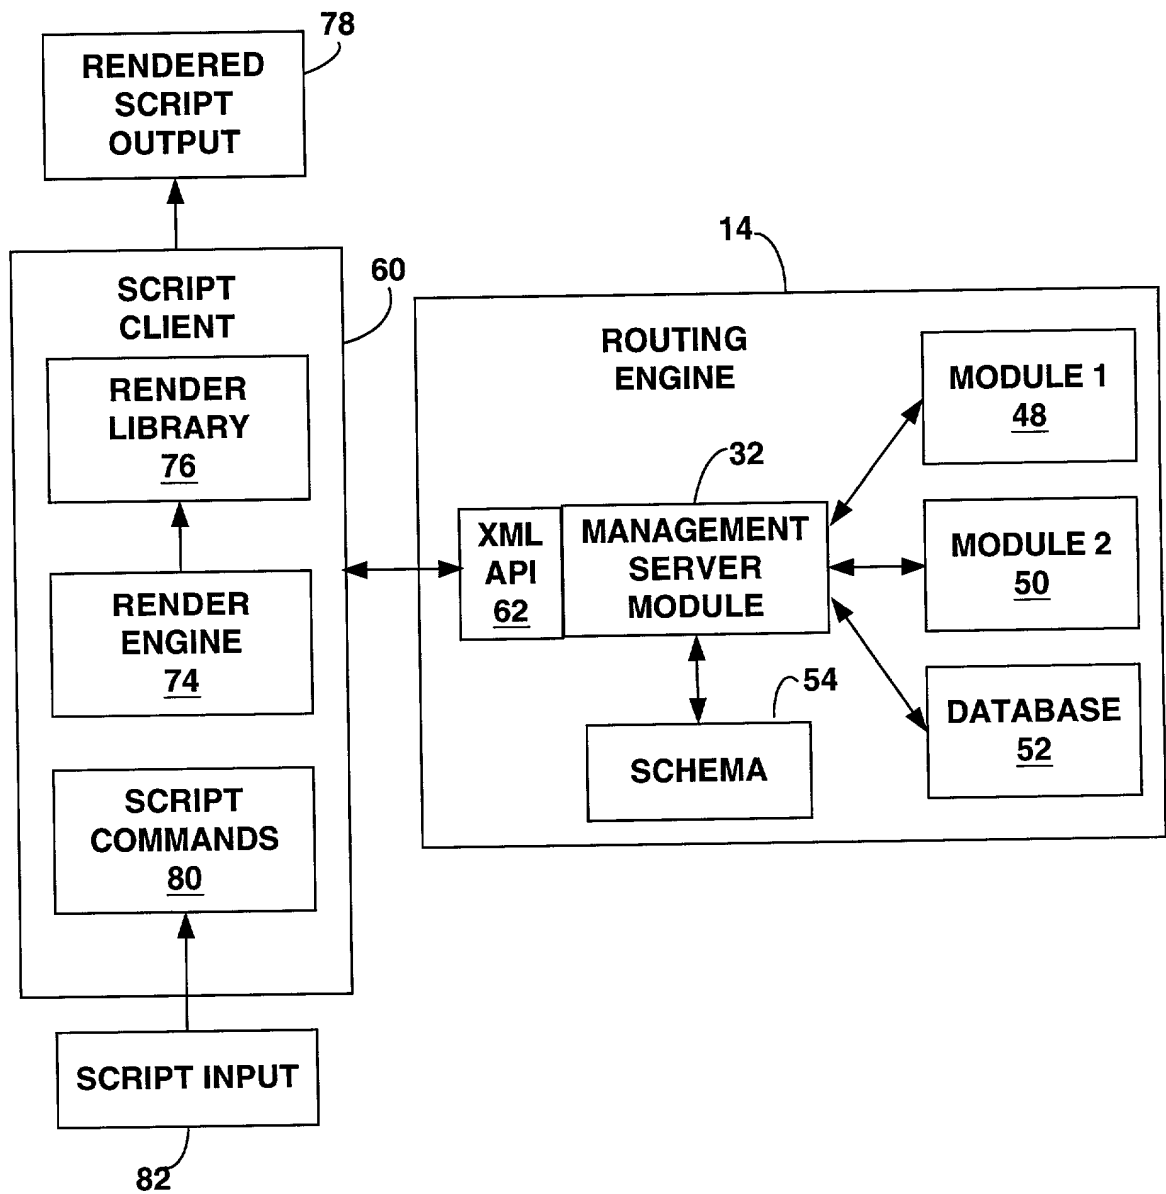 78
RENDERED
SCRIPT
OUTPUT
14
60
SCRIPT
CLIENT
RENDER
LIBRARY
76
RENDER
ENGINE
74
SCRIPT
COMMANDS
80
SCRIPT INPUT
82
ROUTING
ENGINE
32
XML
API
62
MANAGEMENT
SERVER
MODULE
54
SCHEMA
MODULE 1
48
MODULE 2
50
DATABASE
52